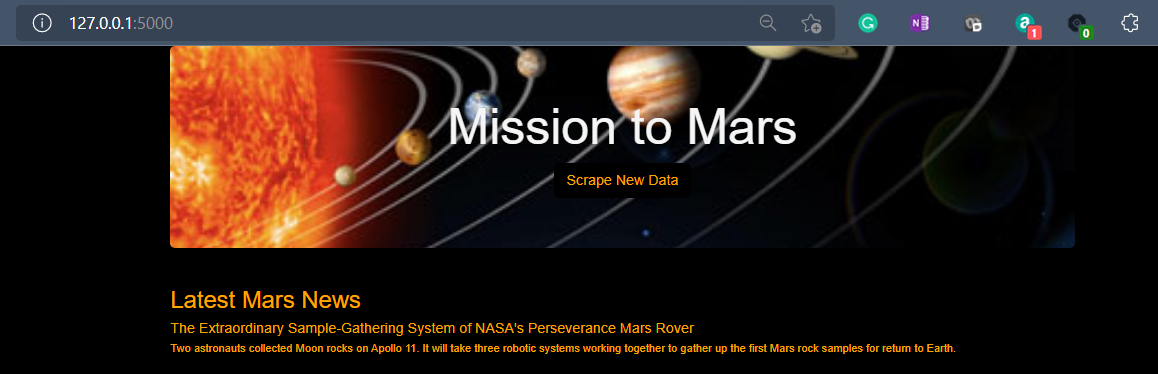 127.0.0.1:5000
1
0
Mission to Mars
Scrape New Data
Latest Mars News
The Extraordinary Sample-Gathering System of NASA's Perseverance Mars Rover
Two astronauts collected Moon rocks on Apollo 11. It will take three robotic systems working together to gather up the first Mars rock samples for return to Earth.